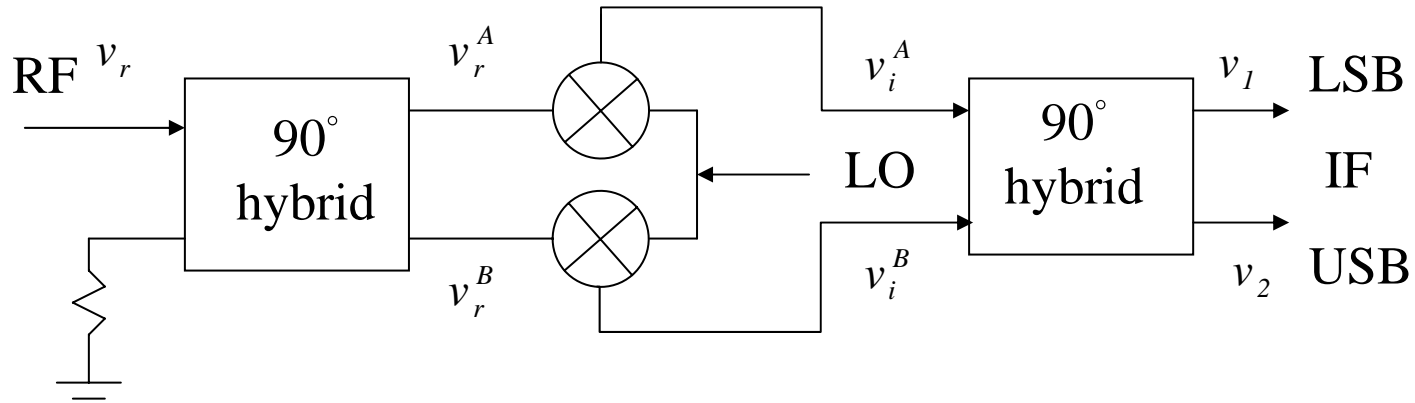 RF
v_r
90°
hybrid
v_r^A
v_r^B
v_i^A
LO
v_i^B
90°
hybrid
v_1
LSB
IF
v_2
USB